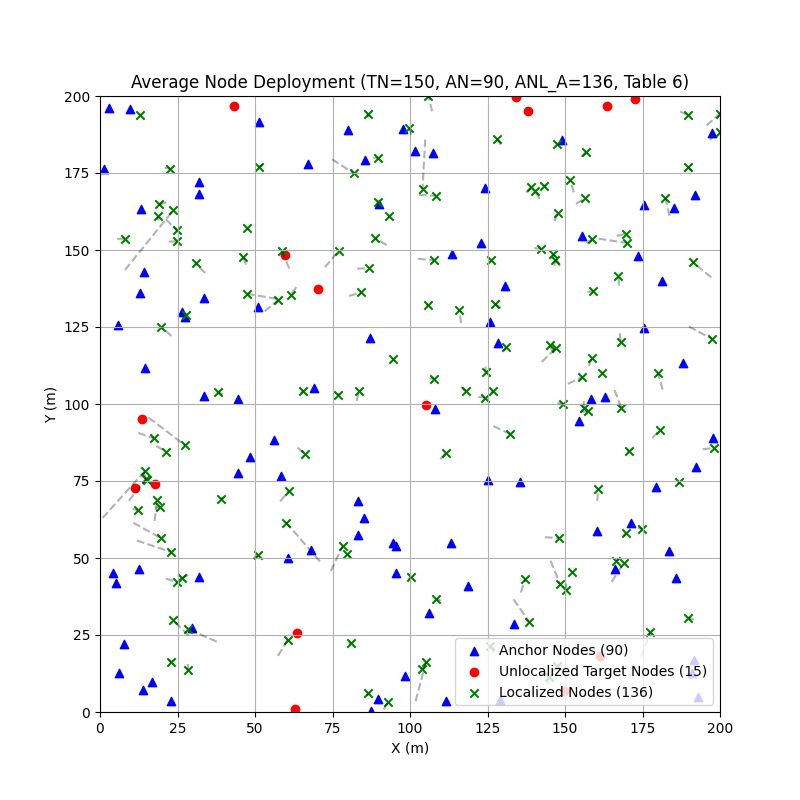 Average Node Deployment (TN=150, AN=90, ANL_A=136, Table 6)
200
175
150
125
100
75
50
25
0
Y (m)
Anchor Nodes (90)
Unlocalized Target Nodes (15)
Localized Nodes (136)
0 25 50 75 100 125 150 175 200
X (m)